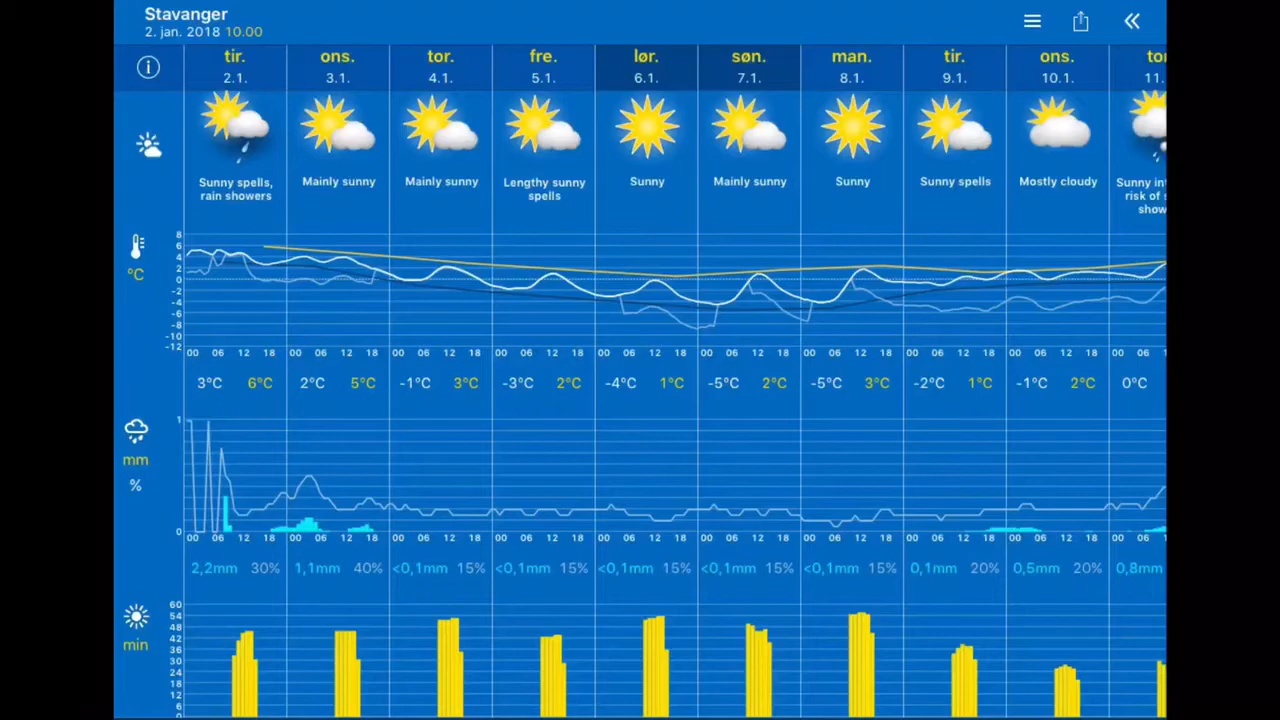 Stavanger
2. jan. 2018 10.00
tir. ons. tor. fre. lør. søn. man. tir. ons. tor
2.1. 3.1. 4.1. 5.1. 6.1. 7.1. 8.1. 9.1. 10.1. 11.
Sunny spells, rain showers
Mainly sunny
Mainly sunny
Lengthy sunny spells
Sunny
Mainly sunny
Sunny
Sunny spells
Mostly cloudy
Sunny in
risk of s
show
°C
8
6
4
2
0
-2
-4
-6
-8
-10
-12
00 06 12 18 00 06 12 18 00 06 12 18 00 06 12 18 00 06 12 18 00 06 12 18 00 06 12 18 00 06 12 18 00 06 12 18 00 06 1
3°C 6°C 2°C 5°C -1°C 3°C -3°C 2°C -4°C 1°C -5°C 2°C -5°C 3°C -2°C 1°C -1°C 2°C 0°C
mm
%
1
0
00 06 12 18 00 06 12 18 00 06 12 18 00 06 12 18 00 06 12 18 00 06 12 18 00 06 12 18 00 06 12 18 00 06 12 18 00 06 1
2,2mm 30% 1,1mm 40% <0,1mm 15% <0,1mm 15% <0,1mm 15% <0,1mm 15% <0,1mm 15% 0,1mm 20% 0,5mm 20% 0,8mm
min
60
54
48
42
36
30
24
18
12
6